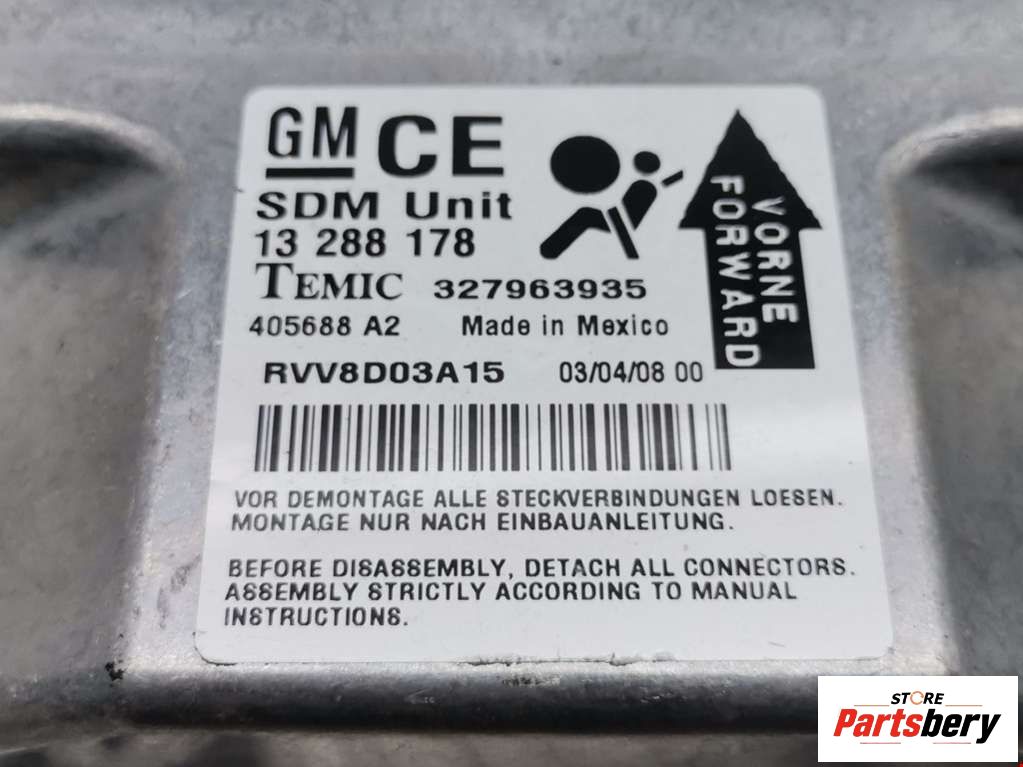 GM CE
SDM Unit
13 288 178
TEMIC 327963935
405688 A2 Made in Mexico
RVV8D03A15 03/04/08 00
VORNE
FORWARD
VOR DEMONTAGE ALLE STECKVERBINDUNGEN LOESEN.
MONTAGE NUR NACH EINBAUANLEITUNG.
BEFORE DISASSEMBLY, DETACH ALL CONNECTORS.
ASSEMBLY STRICTLY ACCORDING TO MANUAL
INSTRUCTIONS.
STORE
Partsbery